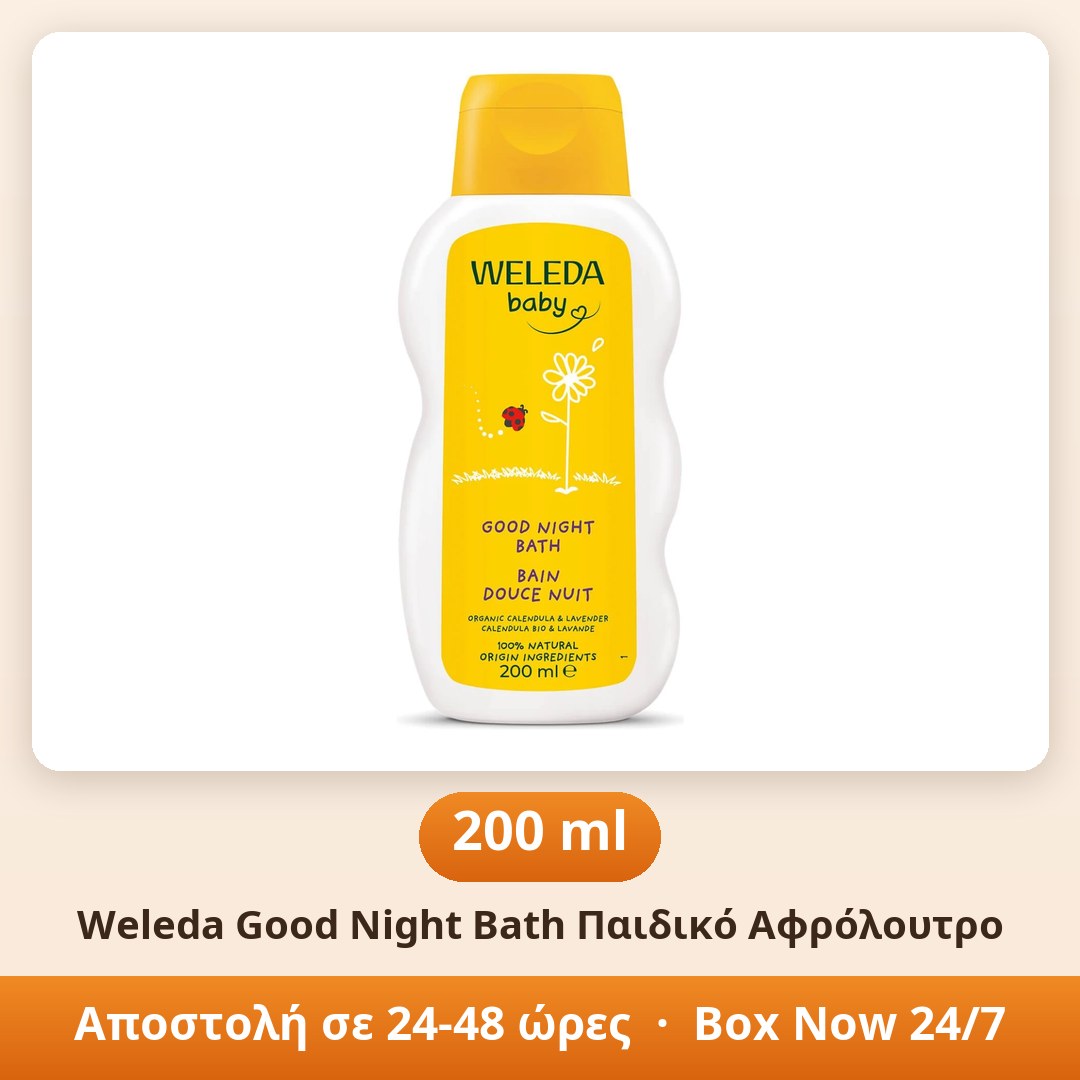 WELEDA
baby
GOOD NIGHT
BATH
BAIN
DOUCE NUIT
ORGANIC CALENDULA & LAVENDER
CALENDULA BIO & LAVANDE
100% NATURAL
ORIGIN INGREDIENTS
200 ml ℮
200 ml
Weleda Good Night Bath Παιδικό Αφρόλουτρο
Αποστολή σε 24-48 ώρες · Box Now 24/7